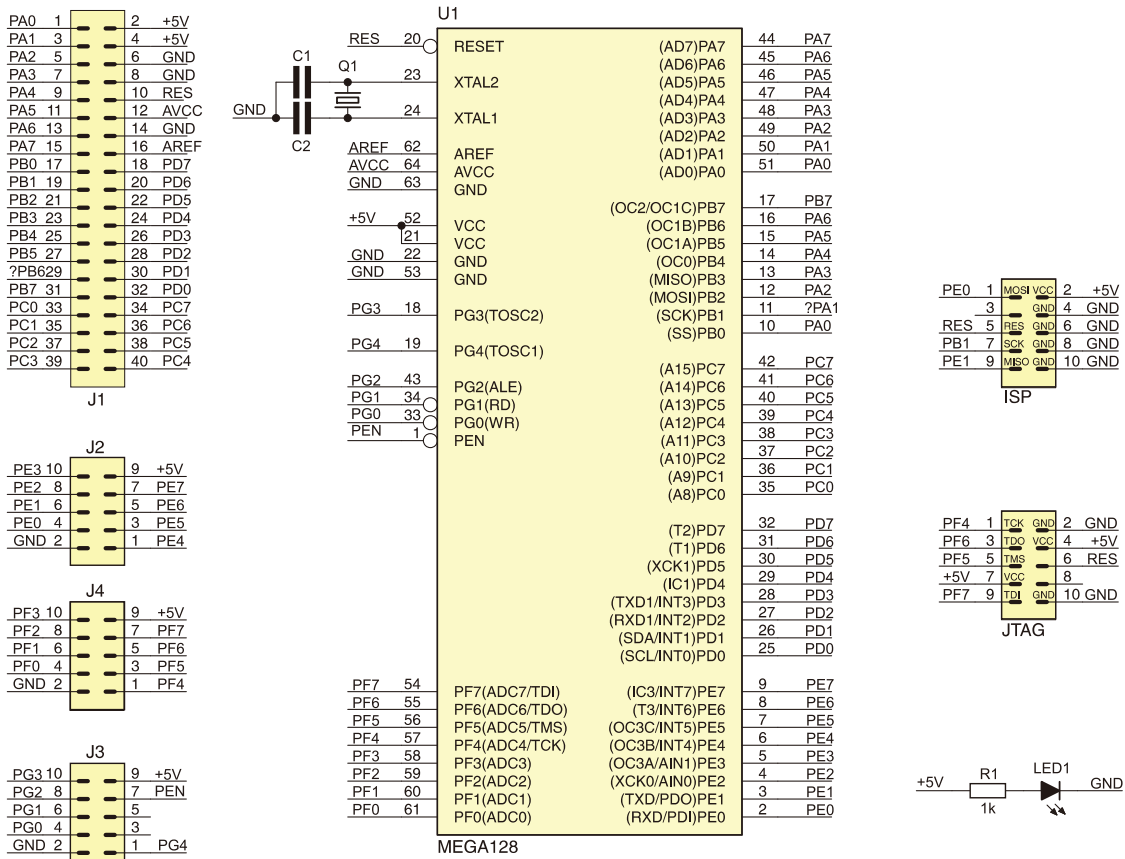 PA0 1 2 +5V
PA1 3 4 +5V
PA2 5 6 GND
PA3 7 8 GND
PA4 9 10 RES
PA5 11 12 AVCC
PA6 13 14 GND
PA7 15 16 AREF
PB0 17 18 PD7
PB1 19 20 PD6
PB2 21 22 PD5
PB3 23 24 PD4
PB4 25 26 PD3
PB5 27 28 PD2
?PB629 30 PD1
PB7 31 32 PD0
PC0 33 34 PC7
PC1 35 36 PC6
PC2 37 38 PC5
PC3 39 40 PC4
J1
J2
PE3 10 9 +5V
PE2 8 7 PE7
PE1 6 5 PE6
PE0 4 3 PE5
GND 2 1 PE4
J4
PF3 10 9 +5V
PF2 8 7 PF7
PF1 6 5 PF6
PF0 4 3 PF5
GND 2 1 PF4
J3
PG3 10 9 +5V
PG2 8 7 PEN
PG1 6 5
PG0 4 3
GND 2 1 PG4
C1
Q1
GND
C2
U1
RES 20 RESET
23 XTAL2
24 XTAL1
AREF 62 AREF
AVCC 64 AVCC
GND 63 GND
+5V 52 VCC
21 VCC
GND 22 GND
GND 53 GND
PG3 18 PG3(TOSC2)
PG4 19 PG4(TOSC1)
PG2 43 PG2(ALE)
PG1 34 PG1(RD)
PG0 33 PG0(WR)
PEN 1 PEN
PF7 54 PF7(ADC7/TDI)
PF6 55 PF6(ADC6/TDO)
PF5 56 PF5(ADC5/TMS)
PF4 57 PF4(ADC4/TCK)
PF3 58 PF3(ADC3)
PF2 59 PF2(ADC2)
PF1 60 PF1(ADC1)
PF0 61 PF0(ADC0)
(AD7)PA7 44 PA7
(AD6)PA6 45 PA6
(AD5)PA5 46 PA5
(AD4)PA4 47 PA4
(AD3)PA3 48 PA3
(AD2)PA2 49 PA2
(AD1)PA1 50 PA1
(AD0)PA0 51 PA0
(OC2/OC1C)PB7 17 PB7
(OC1B)PB6 16 PA6
(OC1A)PB5 15 PA5
(OC0)PB4 14 PA4
(MISO)PB3 13 PA3
(MOSI)PB2 12 PA2
(SCK)PB1 11 ?PA1
(SS)PB0 10 PA0
(A15)PC7 42 PC7
(A14)PC6 41 PC6
(A13)PC5 40 PC5
(A12)PC4 39 PC4
(A11)PC3 38 PC3
(A10)PC2 37 PC2
(A9)PC1 36 PC1
(A8)PC0 35 PC0
(T2)PD7 32 PD7
(T1)PD6 31 PD6
(XCK1)PD5 30 PD5
(IC1)PD4 29 PD4
(TXD1/INT3)PD3 28 PD3
(RXD1/INT2)PD2 27 PD2
(SDA/INT1)PD1 26 PD1
(SCL/INT0)PD0 25 PD0
(IC3/INT7)PE7 9 PE7
(T3/INT6)PE6 8 PE6
(OC3C/INT5)PE5 7 PE5
(OC3B/INT4)PE4 6 PE4
(OC3A/AIN1)PE3 5 PE3
(XCK0/AIN0)PE2 4 PE2
(TXD/PDO)PE1 3 PE1
(RXD/PDI)PE0 2 PE0
MEGA128
PE0 1 MOSI VCC 2 +5V
3 GND 4 GND
RES 5 RES GND 6 GND
PB1 7 SCK GND 8 GND
PE1 9 MISO GND 10 GND
ISP
PF4 1 TCK GND 2 GND
PF6 3 TDO VCC 4 +5V
PF5 5 TMS 6 RES
+5V 7 VCC 8
PF7 9 TDI GND 10 GND
JTAG
+5V R1 LED1 GND
1k